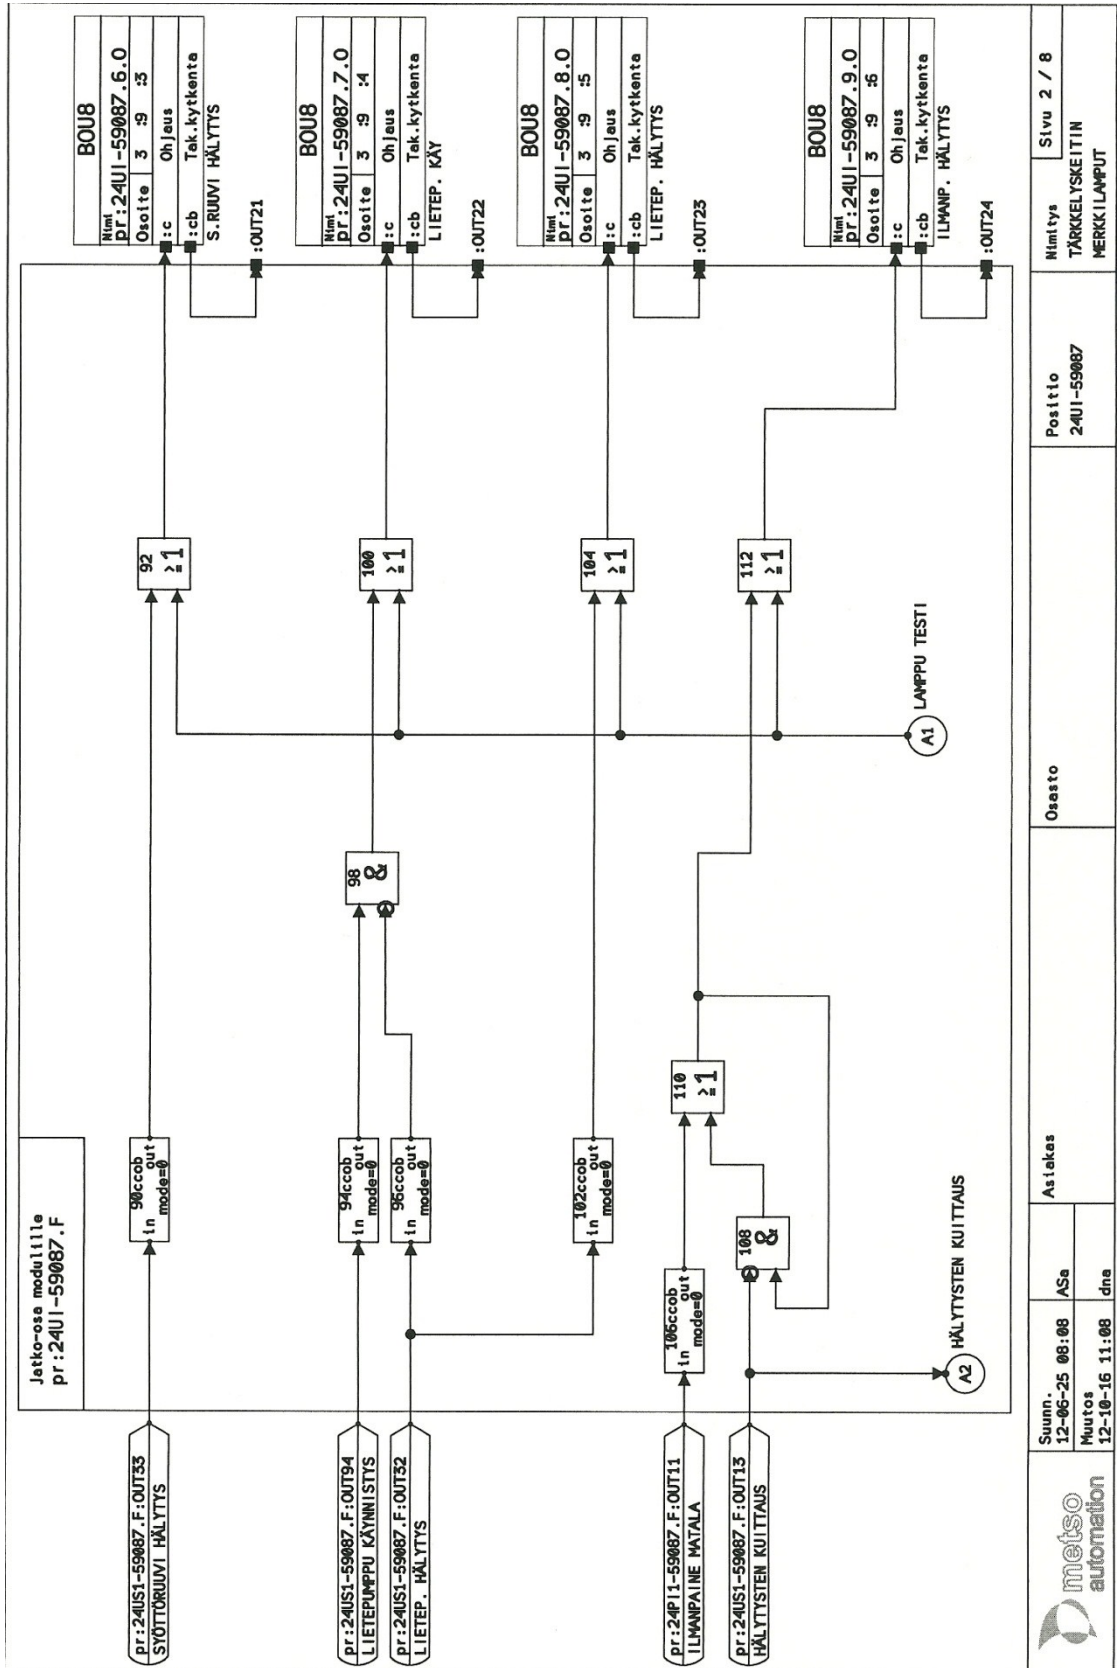 Jatko-osa modulille
pr:24UI-59087.F
pr:24US1-59087.F:OUT33
SYÖTTÖRUUVI HÄLYTYS
90ccob
in out
mode=0
92
≥1
BOU8
Nimi
pr:24UI-59087.6.O
Osoite 3 :9 :3
:c Ohjaus
:cb Tak.kytkenta
S.RUUVI HÄLYTYS
:OUT21
pr:24US1-59087.F:OUT94
LIETEPUMPPU KÄYNNISTYS
94ccob
in out
mode=0
pr:24US1-59087.F:OUT32
LIETEP. HÄLYTYS
96ccob
in out
mode=0
98
&
100
≥1
BOU8
Nimi
pr:24UI-59087.7.O
Osoite 3 :9 :4
:c Ohjaus
:cb Tak.kytkenta
LIETEP. KÄY
:OUT22
102ccob
in out
mode=0
104
≥1
BOU8
Nimi
pr:24UI-59087.8.O
Osoite 3 :9 :5
:c Ohjaus
:cb Tak.kytkenta
LIETEP. HÄLYTYS
:OUT23
pr:24PI1-59087.F:OUT11
ILMANPAINE MATALA
106ccob
in out
mode=0
pr:24US1-59087.F:OUT13
HÄLYTYSTEN KUITTAUS
108
&
110
≥1
112
≥1
BOU8
Nimi
pr:24UI-59087.9.O
Osoite 3 :9 :6
:c Ohjaus
:cb Tak.kytkenta
ILMANP. HÄLYTYS
:OUT24
A2 HÄLYTYSTEN KUITTAUS
A1 LAMPPU TESTI
metso
automation
Suunn.
12-06-25 08:08 ASa
Muutos
12-10-16 11:08 dna
Asiakas
Osasto
Positio
24UI-59087
Nimitys
TÄRKKELYSKEITIN
MERKKILAMPUT
Sivu 2 / 8